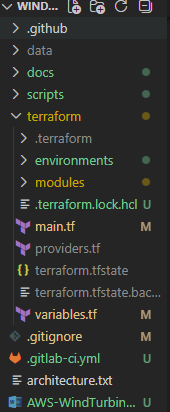 WIND...
.github
data
docs
scripts
terraform
.terraform
environments
modules
.terraform.lock.hcl U
main.tf M
providers.tf
terraform.tfstate
terraform.tfstate.bac...
variables.tf M
.gitignore M
.gitlab-ci.yml U
architecture.txt
AWS-WindTurbin... U